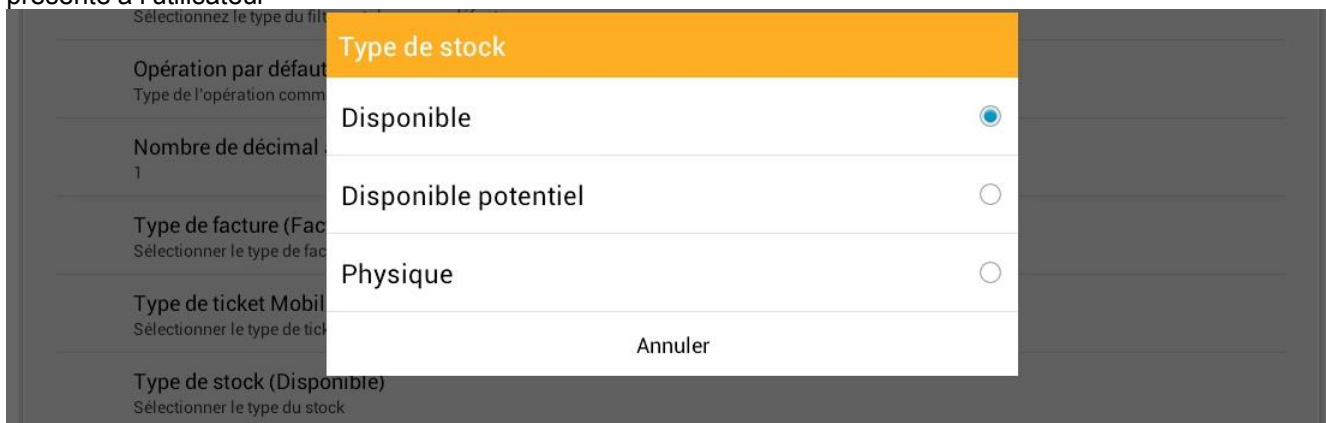 présenté à l'utilisateur
Sélectionnez le type du filt
Type de stock
Opération par défaut
Type de l'opération comm
Disponible
Nombre de décimal
1
Disponible potentiel
Type de facture (Fac
Sélectionner le type de fac
Physique
Type de ticket Mobil
Sélectionner le type de tick
Annuler
Type de stock (Disponible)
Sélectionner le type du stock